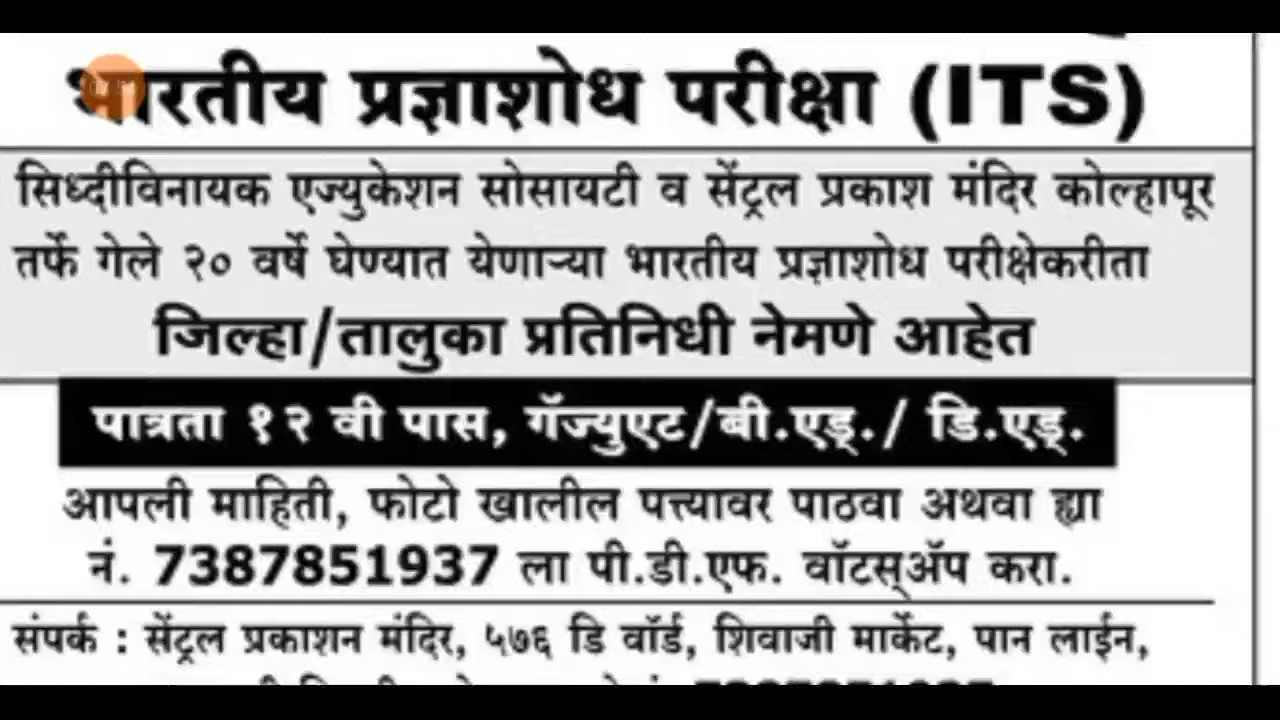 भारतीय प्रज्ञाशोध परीक्षा (ITS)
सिध्दीविनायक एज्युकेशन सोसायटी व सेंट्रल प्रकाश मंदिर कोल्हापूर
तर्फे गेले २० वर्षे घेण्यात येणाऱ्या भारतीय प्रज्ञाशोध परीक्षेकरीता
जिल्हा/तालुका प्रतिनिधी नेमणे आहेत
पात्रता १२ वी पास, गॅज्युएट/बी.एड्./ डि.एड्.
आपली माहिती, फोटो खालील पत्त्यावर पाठवा अथवा ह्या
नं. 7387851937 ला पी.डी.एफ. वॉटस्ॲप करा.
संपर्क : सेंट्रल प्रकाशन मंदिर, ५७६ डि वॉर्ड, शिवाजी मार्केट, पान लाईन,